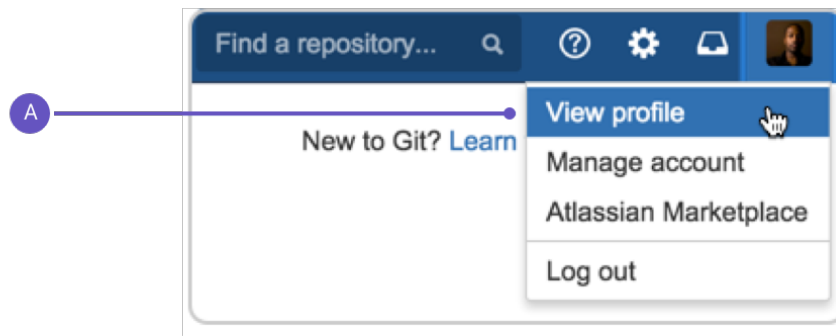 Find a repository...
A
View profile
New to Git? Learn
Manage account
Atlassian Marketplace
Log out